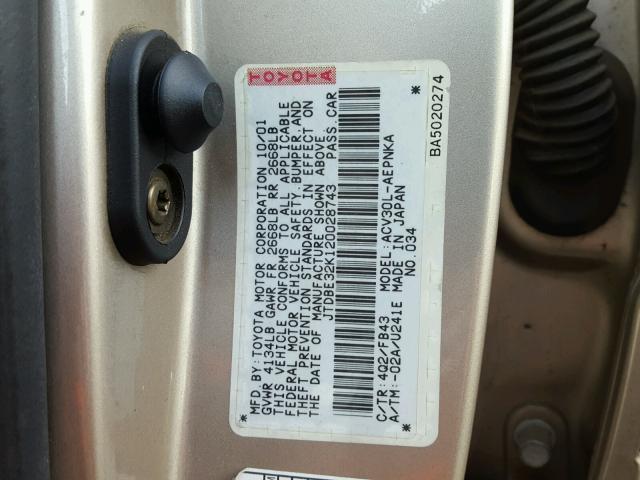 TOYOTA
MFD BY: TOYOTA MOTOR CORPORATION 10/01
GVWR 4134LB GAWR FR 2668LB RR 2668LB
THIS VEHICLE CONFORMS TO ALL APPLICABLE
FEDERAL MOTOR VEHICLE SAFETY, BUMPER, AND
THEFT PREVENTION STANDARDS IN EFFECT ON
DATE OF MANUFACTURE SHOWN ABOVE.
JTDBE32K120028743 PASS. CAR
C/TR: 4Q2/FB43 MODEL: ACV30L-AEPNKA
A/TM: -02A/U241E MADE IN JAPAN
NO. 034
* *
BA5020274